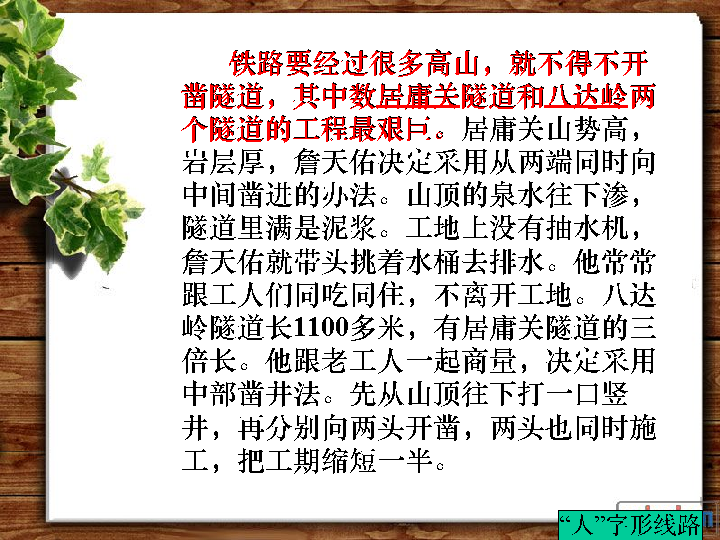 铁路要经过很多高山，就不得不开
凿隧道，其中数居庸关隧道和八达岭两
个隧道的工程最艰巨。居庸关山势高，
岩层厚，詹天佑决定采用从两端同时向
中间凿进的办法。山顶的泉水往下渗，
隧道里满是泥浆。工地上没有抽水机，
詹天佑就带头挑着水桶去排水。他常常
跟工人们同吃同住，不离开工地。八达
岭隧道长1100多米，有居庸关隧道的三
倍长。他跟老工人一起商量，决定采用
中部凿井法。先从山顶往下打一口竖
井，再分别向两头开凿，两头也同时施
工，把工期缩短一半。
“人”字形线路